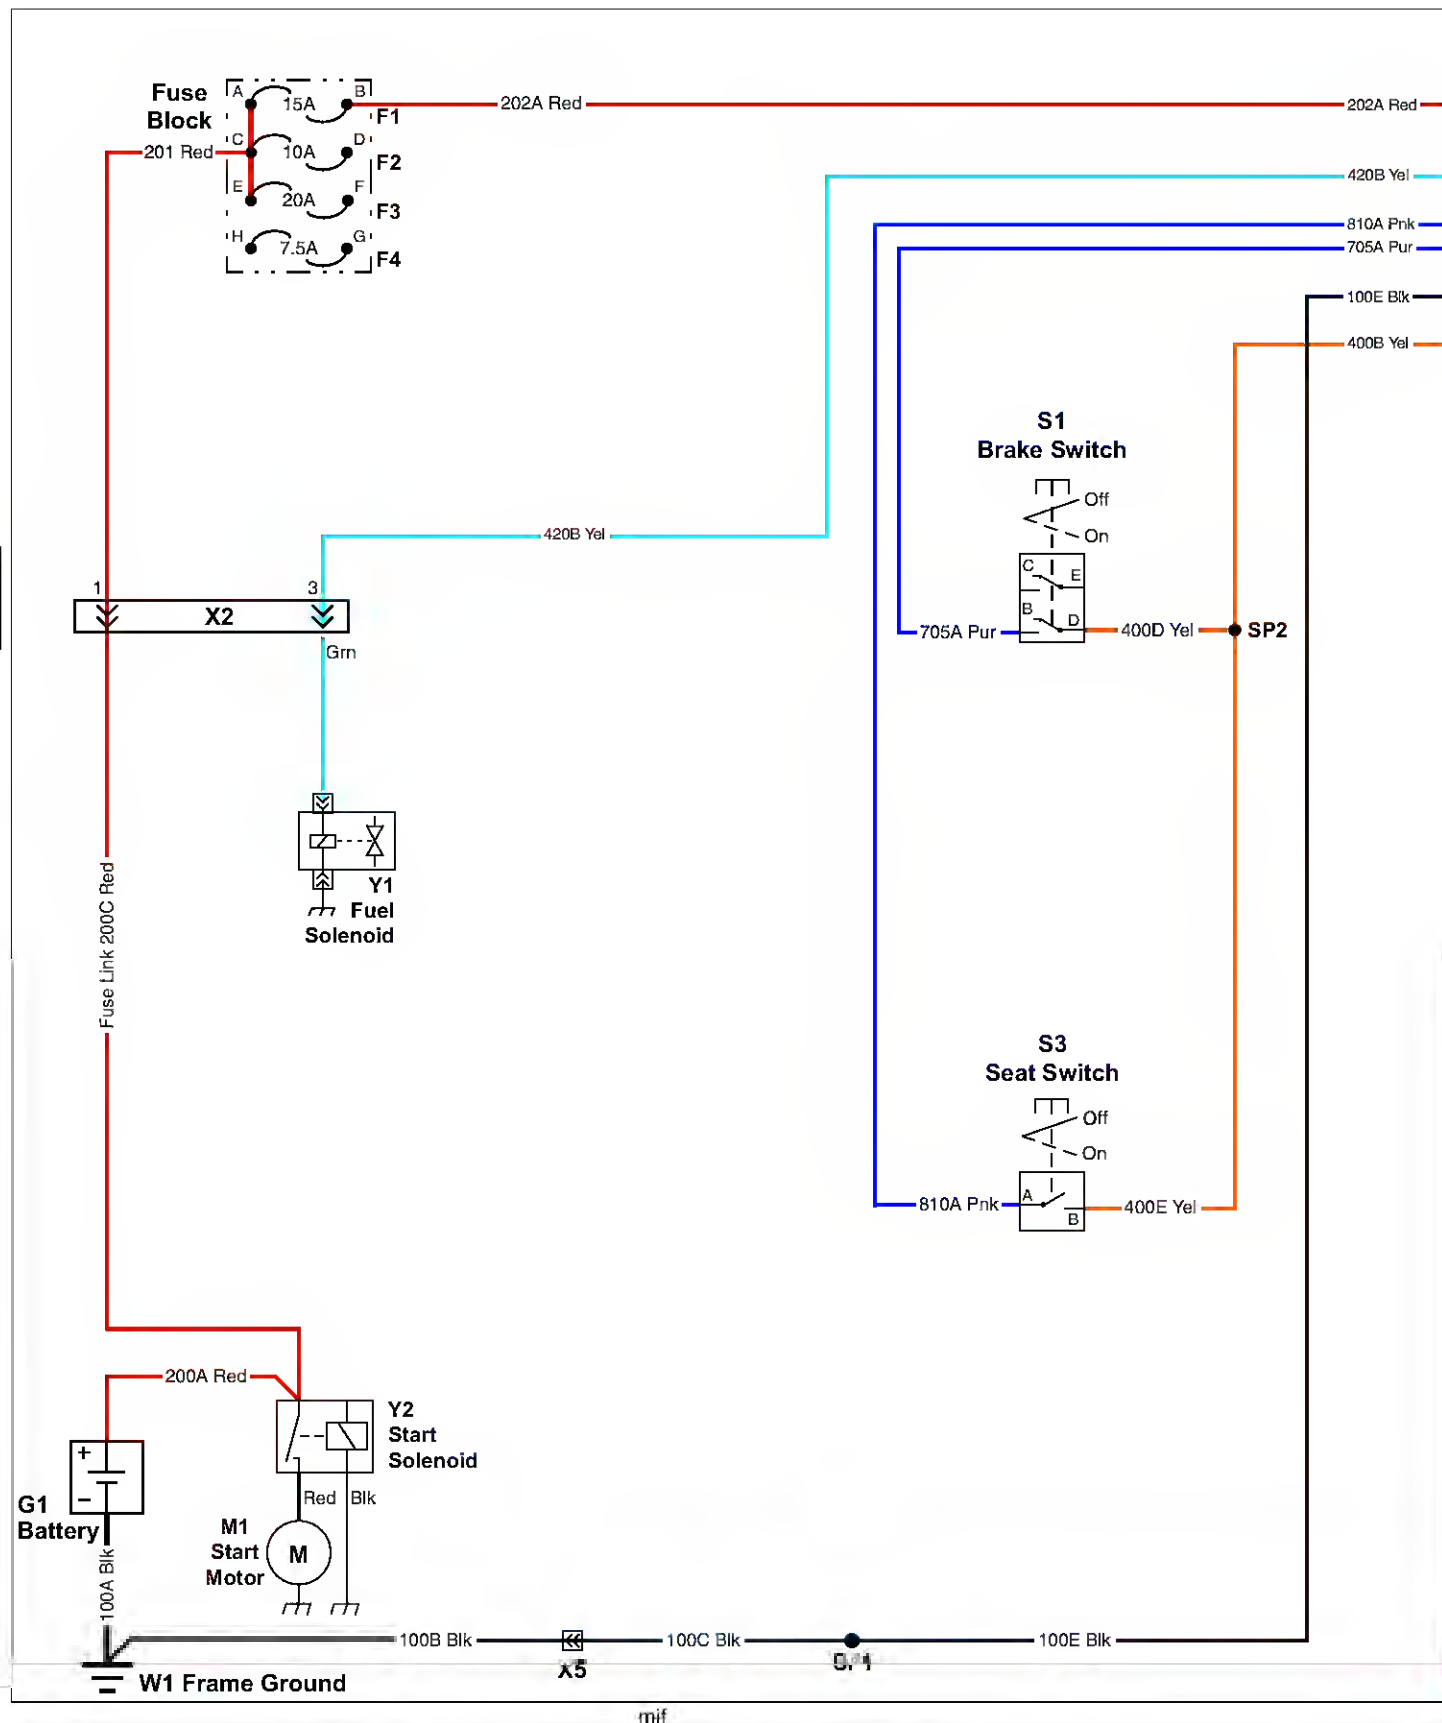 Fuse
Block
A
15A
B
F1
202A Red
202A Red
C
10A
D
F2
201 Red
E
20A
F
F3
H
7.5A
G
F4
420B Yel
810A Pnk
705A Pur
100E Blk
400B Yel
S1
Brake Switch
Off
On
C
E
B
D
705A Pur
400D Yel
SP2
420B Yel
1
3
X2
Grn
Y1
Fuel
Solenoid
Fuse Link 200C Red
S3
Seat Switch
Off
On
A
B
810A Pnk
400E Yel
200A Red
Y2
Start
Solenoid
+
−
G1
Battery
Red
Blk
M1
Start
Motor
M
100A Blk
100B Blk
X5
100C Blk
100E Blk
W1 Frame Ground
mif